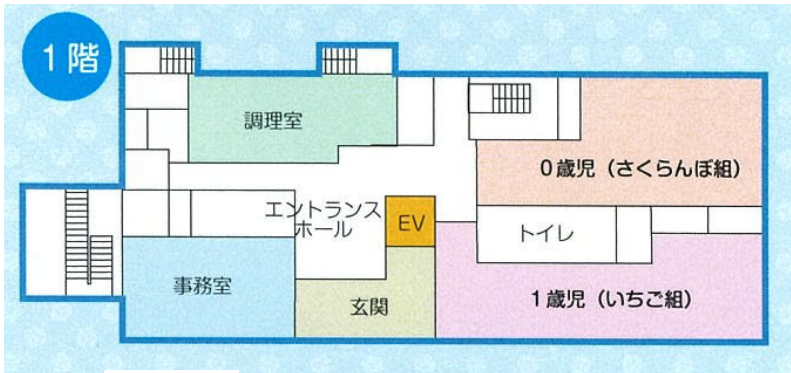 1階
調理室
0歳児(さくらんぼ組)
エントランス
ホール
EV
トイレ
事務室
玄関
1歳児(いちご組)